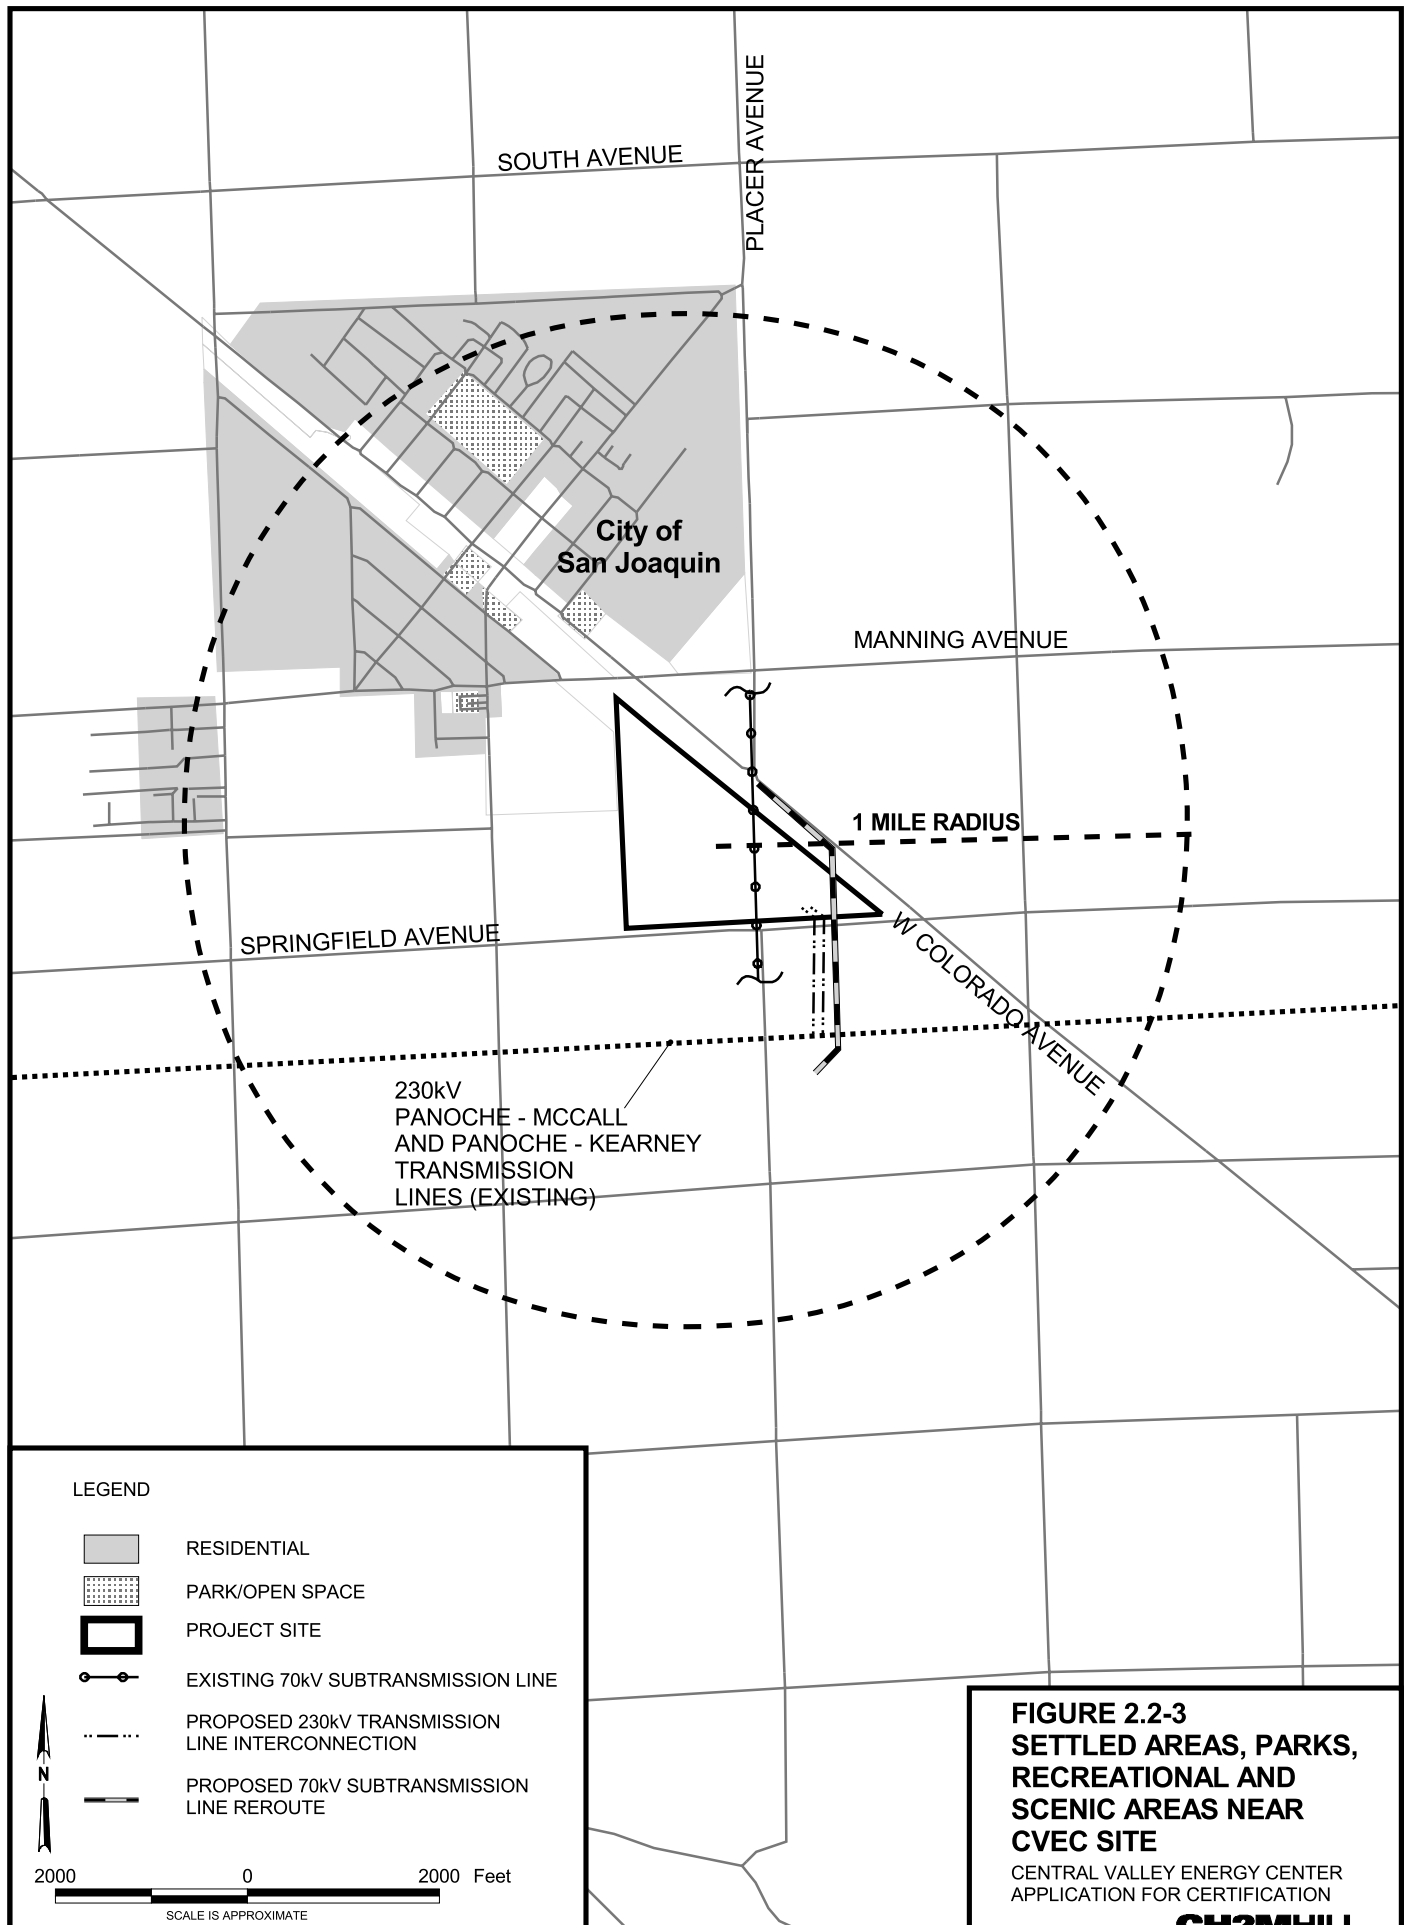 SOUTH AVENUE
PLACER AVENUE
City of
San Joaquin
MANNING AVENUE
1 MILE RADIUS
SPRINGFIELD AVENUE
W COLORADO AVENUE
230kV
PANOCHE - MCCALL
AND PANOCHE - KEARNEY
TRANSMISSION
LINES (EXISTING)
LEGEND
RESIDENTIAL
PARK/OPEN SPACE
PROJECT SITE
EXISTING 70kV SUBTRANSMISSION LINE
PROPOSED 230kV TRANSMISSION
LINE INTERCONNECTION
PROPOSED 70kV SUBTRANSMISSION
LINE REROUTE
N
2000 0 2000 Feet
SCALE IS APPROXIMATE
FIGURE 2.2-3
SETTLED AREAS, PARKS,
RECREATIONAL AND
SCENIC AREAS NEAR
CVEC SITE
CENTRAL VALLEY ENERGY CENTER
APPLICATION FOR CERTIFICATION
CH2MHILL